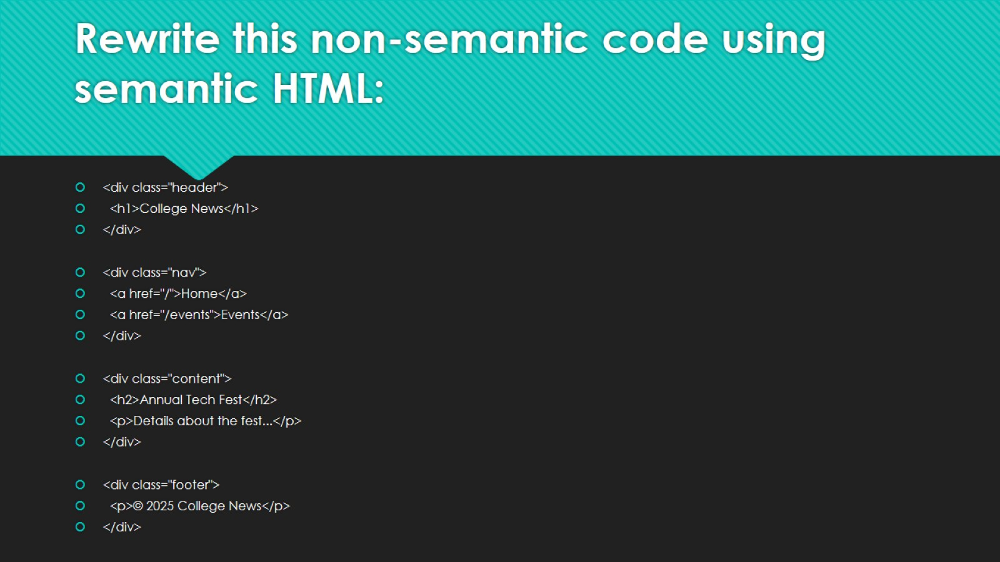 Rewrite this non-semantic code using
semantic HTML:
<div class="header">
<h1>College News</h1>
</div>
<div class="nav">
<a href="/">Home</a>
<a href="/events">Events</a>
</div>
<div class="content">
<h2>Annual Tech Fest</h2>
<p>Details about the fest...</p>
</div>
<div class="footer">
<p>© 2025 College News</p>
</div>